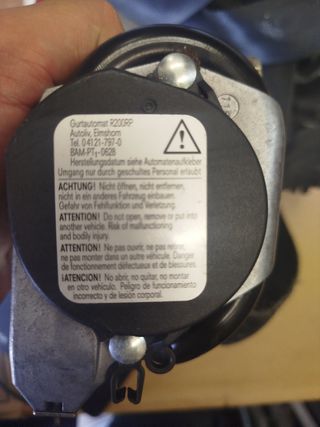 Gurtautomat R200RP
Autoliv, Elmshorn
Tel. 04121-797-0
BAM-PT₁-0628
Herstellungsdatum siehe Automatenaufkleber
Umgang nur durch geschultes Personal erlaubt
ACHTUNG! Nicht öffnen, nicht entfernen,
nicht in ein anderes Fahrzeug einbauen.
Gefahr von Fehlfunktion und Verletzung.
ATTENTION! Do not open, remove or put into
another vehicle. Risk of malfunctioning
and bodily injury.
ATTENTION! Ne pas ouvrir, ne pas retirer,
ne pas monter dans un autre véhicule. Danger
de fonctionnement défectueux et de blessures.
¡ATENCION! No abrir, no quitar, no montar
en otro vehículo. Peligro de funcionamiento
incorrecto y de lesión corporal.